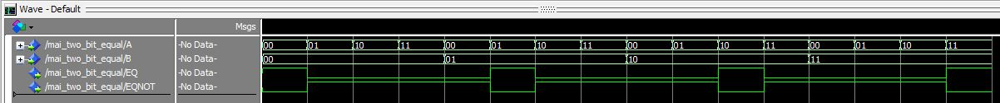 Wave - Default
Msgs
/mai_two_bit_equal/A -No Data- 00 01 10 11 00 01 10 11 00 01 10 11 00 01 10 11
/mai_two_bit_equal/B -No Data- 00 01 10 11
/mai_two_bit_equal/EQ -No Data-
/mai_two_bit_equal/EQNOT -No Data-